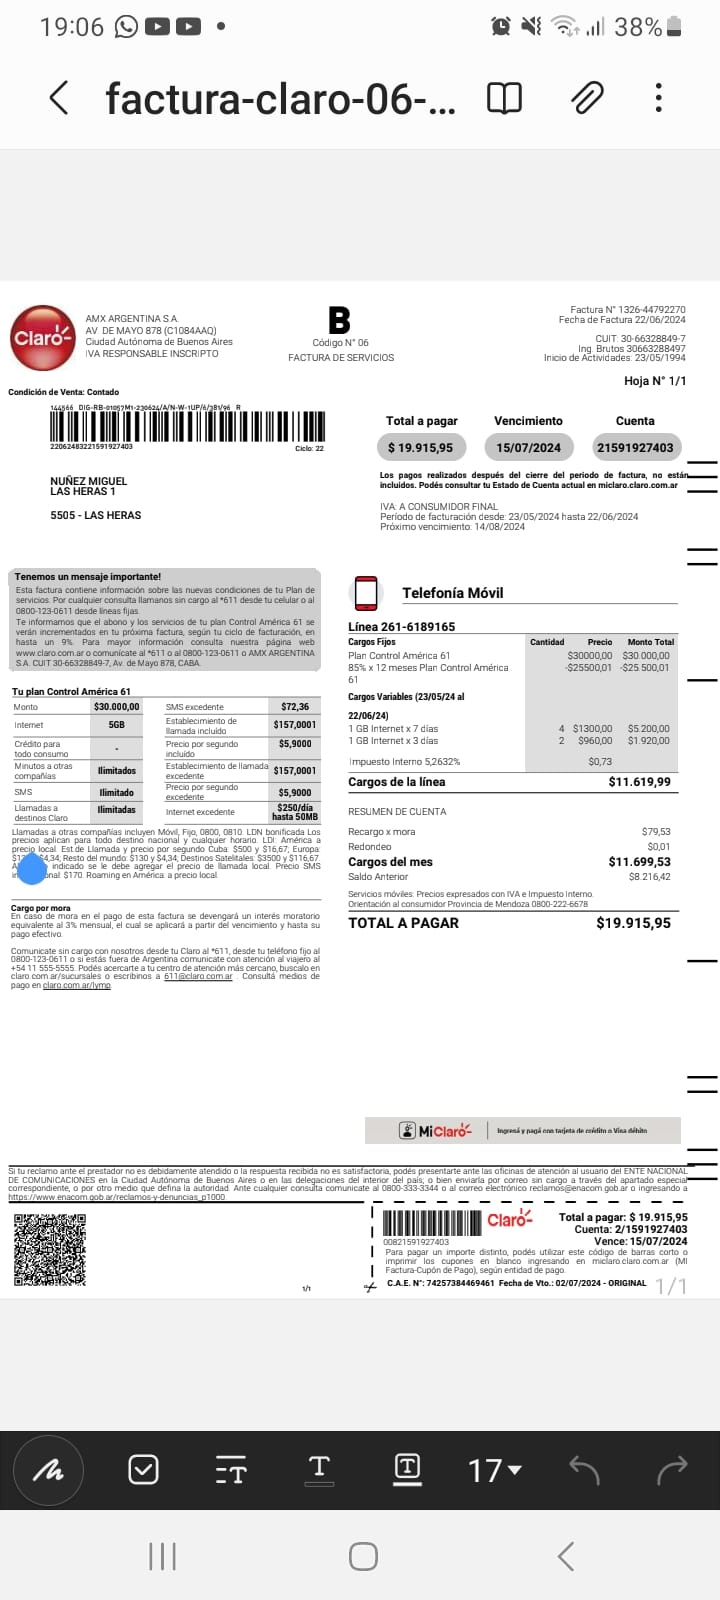 19:06
38%
factura-claro-06-...
Claro
AMX ARGENTINA S.A.
AV DE MAYO 878 (C1084AAQ)
Ciudad Autónoma de Buenos Aires
IVA RESPONSABLE INSCRIPTO
B
Código N° 06
FACTURA DE SERVICIOS
Factura N° 1326-44792270
Fecha de Factura 22/06/2024
CUIT: 30-66328849-7
Ing. Brutos 30663288497
Inicio de Actividades: 23/05/1994
Hoja N° 1/1
Condición de Venta: Contado
144566 DIG-RB-01057M1-230624/A/N-W-1UP/6/381/96 R
22062483221591927403
Ciclo: 22
NUÑEZ MIGUEL
LAS HERAS 1
5505 - LAS HERAS
Total a pagar Vencimiento Cuenta
$ 19.915,95 15/07/2024 21591927403
Los pagos realizados después del cierre del periodo de factura, no están
incluidos. Podés consultar tu Estado de Cuenta actual en miclaro.claro.com.ar
IVA: A CONSUMIDOR FINAL
Período de facturación desde: 23/05/2024 hasta 22/06/2024
Próximo vencimiento: 14/08/2024
Tenemos un mensaje importante!
Esta factura contiene información sobre las nuevas condiciones de tu Plan de
servicios. Por cualquier consulta llamanos sin cargo al *611 desde tu celular o al
0800-123-0611 desde líneas fijas.
Te informamos que el abono y los servicios de tu plan Control América 61 se
verán incrementados en tu próxima factura, según tu ciclo de facturación, en
hasta un 9%. Para mayor información consulta nuestra página web
www.claro.com.ar o comunícate al *611 o al 0800-123-0611 o AMX ARGENTINA
S.A. CUIT 30-66328849-7, Av. de Mayo 878, CABA.
Tu plan Control América 61
Monto $30.000,00 SMS excedente $72,36
Internet 5GB Establecimiento de llamada incluído $157,0001
Crédito para todo consumo - Precio por segundo incluído $5,9000
Minutos a otras compañías Ilimitados Establecimiento de llamada excedente $157,0001
SMS Ilimitado Precio por segundo excedente $5,9000
Llamadas a destinos Claro Ilimitadas Internet excedente $250/día hasta 50MB
Llamadas a otras compañías incluyen Móvil, Fijo, 0800, 0810. LDN bonificada Los
precios aplican para todo destino nacional y cualquier horario. LDI: América a
precio local. Est.de Llamada y precio por segundo Cuba: $500 y $16,67; Europa:
$4,34; Resto del mundo: $130 y $4,34; Destinos Satelitales: $3500 y $116,67.
indicado se le debe agregar el precio de llamada local. Precio SMS
$170. Roaming en América: a precio local.
Cargo por mora
En caso de mora en el pago de esta factura se devengará un interés moratorio
equivalente al 3% mensual, el cual se aplicará a partir del vencimiento y hasta su
pago efectivo.
Comunicate sin cargo con nosotros desde tu Claro al *611, desde tu teléfono fijo al
0800-123-0611 o si estás fuera de Argentina comunicate con atención al viajero al
+54 11 555-5555. Podés acercarte a tu centro de atención más cercano, buscalo en
claro.com.ar/sucursales o escribinos a 611@claro.com.ar . Consultá medios de
pago en claro.com.ar/lymp
Telefonía Móvil
Línea 261-6189165
Cargos Fijos Cantidad Precio Monto Total
Plan Control América 61 $30000,00 $30.000,00
85% x 12 meses Plan Control América -$25500,01 -$25.500,01
61
Cargos Variables (23/05/24 al
22/06/24)
1 GB Internet x 7 días 4 $1300,00 $5.200,00
1 GB Internet x 3 días 2 $960,00 $1.920,00
Impuesto Interno 5,2632% $0,73
Cargos de la línea $11.619,99
RESUMEN DE CUENTA
Recargo x mora $79,53
Redondeo $0,01
Cargos del mes $11.699,53
Saldo Anterior $8.216,42
Servicios móviles: Precios expresados con IVA e Impuesto Interno.
Orientación al consumidor Provincia de Mendoza 0800-222-6678
TOTAL A PAGAR $19.915,95
MiClaro Ingresá y pagá con tarjeta de crédito o Visa débito
Si tu reclamo ante el prestador no es debidamente atendido o la respuesta recibida no es satisfactoria, podés presentarte ante las oficinas de atención al usuario del ENTE NACIONAL
DE COMUNICACIONES en la Ciudad Autónoma de Buenos Aires o en las delegaciones del interior del país; o bien enviarla por correo sin cargo a través del apartado especial
correspondiente, o por otro medio que defina la autoridad. Ante cualquier consulta comunicate al 0800-333-3344 o al correo electrónico reclamos@enacom.gob.ar o ingresando a
https://www.enacom.gob.ar/reclamos-y-denuncias_p1000.
Claro
00821591927403
Total a pagar: $ 19.915,95
Cuenta: 2/1591927403
Vence: 15/07/2024
Para pagar un importe distinto, podés utilizar este código de barras corto o
imprimir los cupones en blanco ingresando en miclaro.claro.com.ar (MI
Factura-Cupón de Pago), según entidad de pago.
1/1
C.A.E. N°: 74257384469461 Fecha de Vto.: 02/07/2024 - ORIGINAL
1/1
T
T
T
17